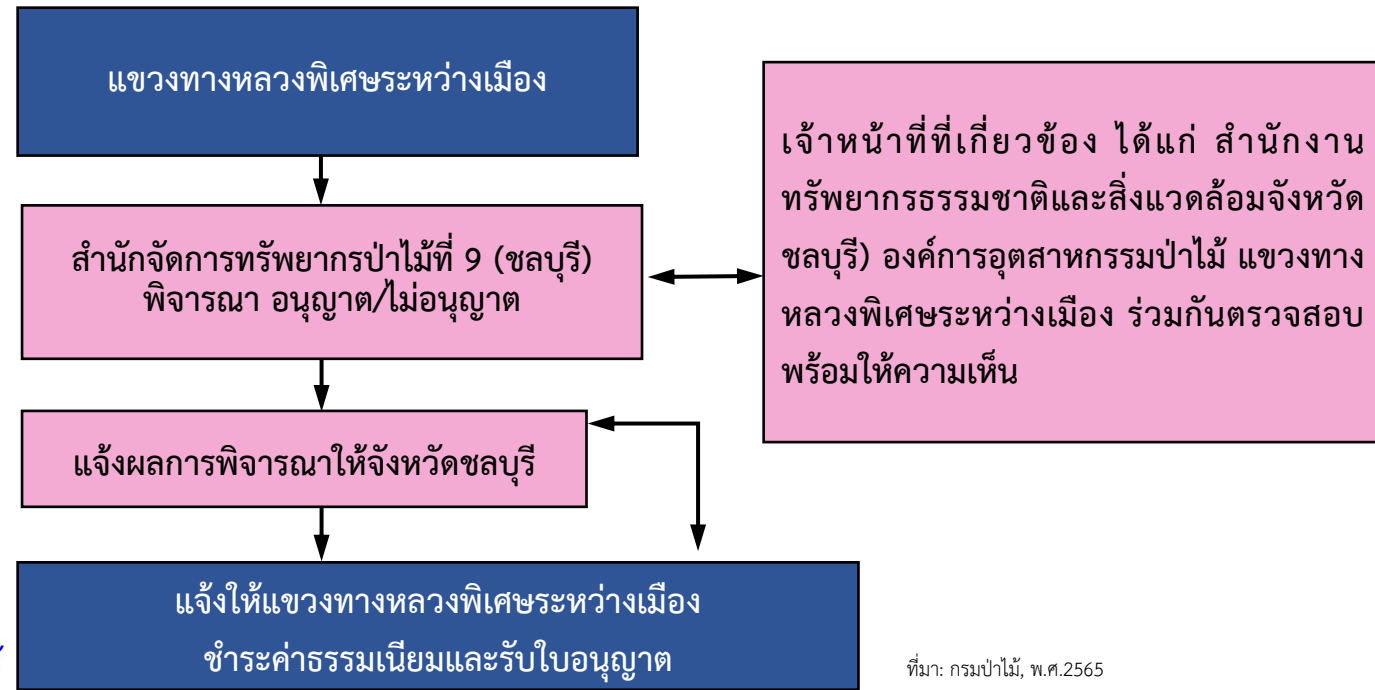 แขวงทางหลวงพิเศษระหว่างเมือง
เจ้าหน้าที่ที่เกี่ยวข้อง ได้แก่ สำนักงาน
ทรัพยากรธรรมชาติและสิ่งแวดล้อมจังหวัด
ชลบุรี) องค์การอุตสาหกรรมป่าไม้ แขวงทาง
หลวงพิเศษระหว่างเมือง ร่วมกันตรวจสอบ
พร้อมให้ความเห็น
สำนักจัดการทรัพยากรป่าไม้ที่ 9 (ชลบุรี)
พิจารณา อนุญาต/ไม่อนุญาต
แจ้งผลการพิจารณาให้จังหวัดชลบุรี
แจ้งให้แขวงทางหลวงพิเศษระหว่างเมือง
ชำระค่าธรรมเนียมและรับใบอนุญาต
ที่มา: กรมป่าไม้, พ.ศ.2565